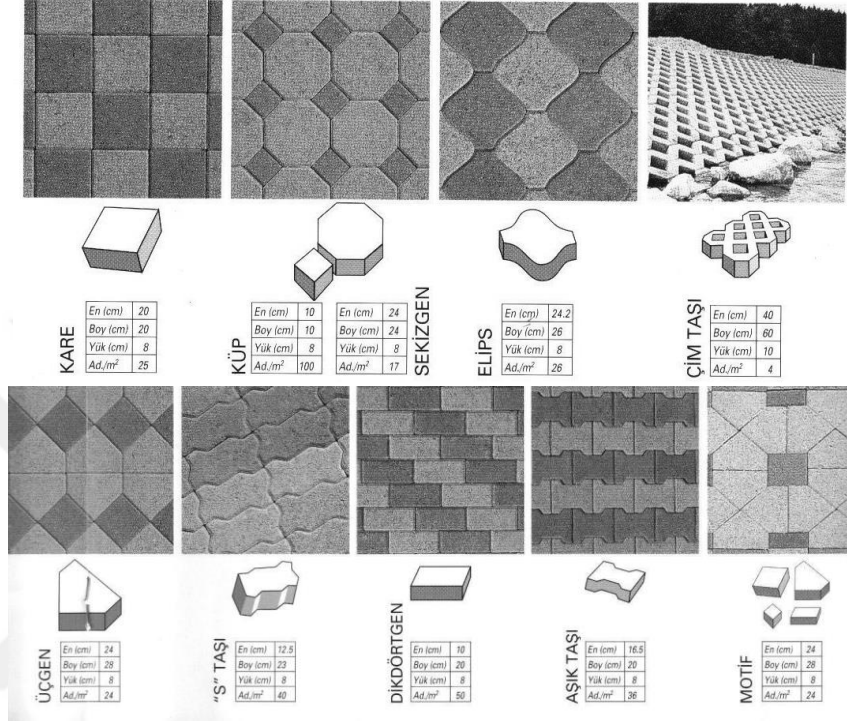 KARE
En (cm) 20
Boy (cm) 20
Yük (cm) 8
Ad./m² 25
KÜP
En (cm) 10
Boy (cm) 10
Yük (cm) 8
Ad./m² 100
En (cm) 24
Boy (cm) 24
Yük (cm) 8
Ad./m² 17
SEKİZGEN
ELİPS
En (cm) 24.2
Boy (cm) 26
Yük (cm) 8
Ad./m² 26
ÇİM TAŞI
En (cm) 40
Boy (cm) 60
Yük (cm) 10
Ad./m² 4
ÜÇGEN
En (cm) 24
Boy (cm) 28
Yük (cm) 8
Ad./m² 24
"S" TAŞI
En (cm) 12.5
Boy (cm) 23
Yük (cm) 8
Ad./m² 40
DİKDÖRTGEN
En (cm) 10
Boy (cm) 20
Yük (cm) 8
Ad./m² 50
AŞIK TAŞI
En (cm) 16.5
Boy (cm) 20
Yük (cm) 8
Ad./m² 36
MOTİF
En (cm) 24
Boy (cm) 28
Yük (cm) 8
Ad./m² 24